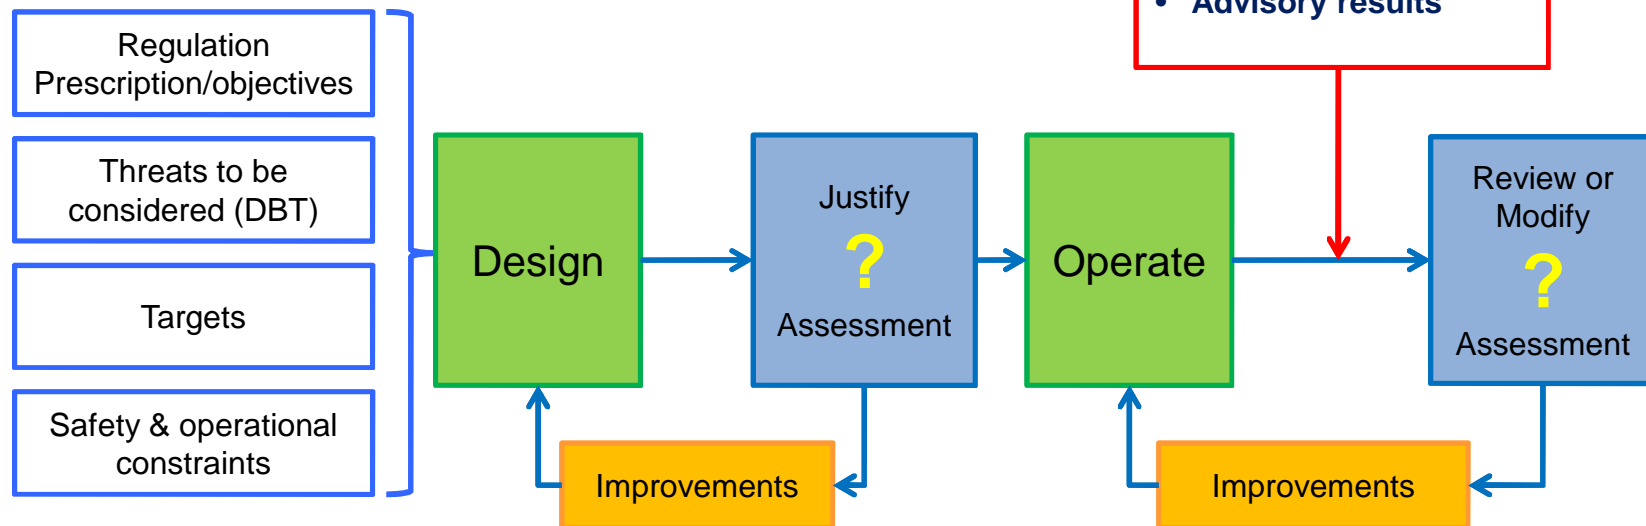 • Advisory results
Regulation
Prescription/objectives
Threats to be
considered (DBT)
Targets
Safety & operational
constraints
Design
Justify
?
Assessment
Operate
Review or
Modify
?
Assessment
Improvements
Improvements